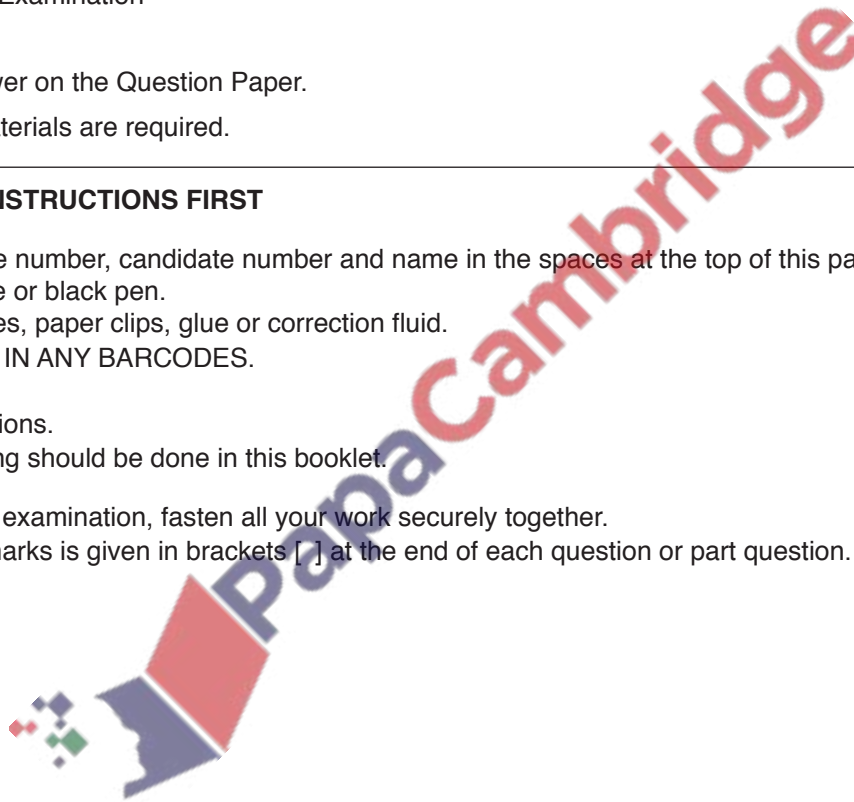 Examination
er on the Question Paper.
terials are required.
NSTRUCTIONS FIRST
e number, candidate number and name in the spaces at the top of this pa
e or black pen.
es, paper clips, glue or correction fluid.
IN ANY BARCODES.
ions.
ng should be done in this booklet.
examination, fasten all your work securely together.
arks is given in brackets [ ] at the end of each question or part question.
PapaCambridge